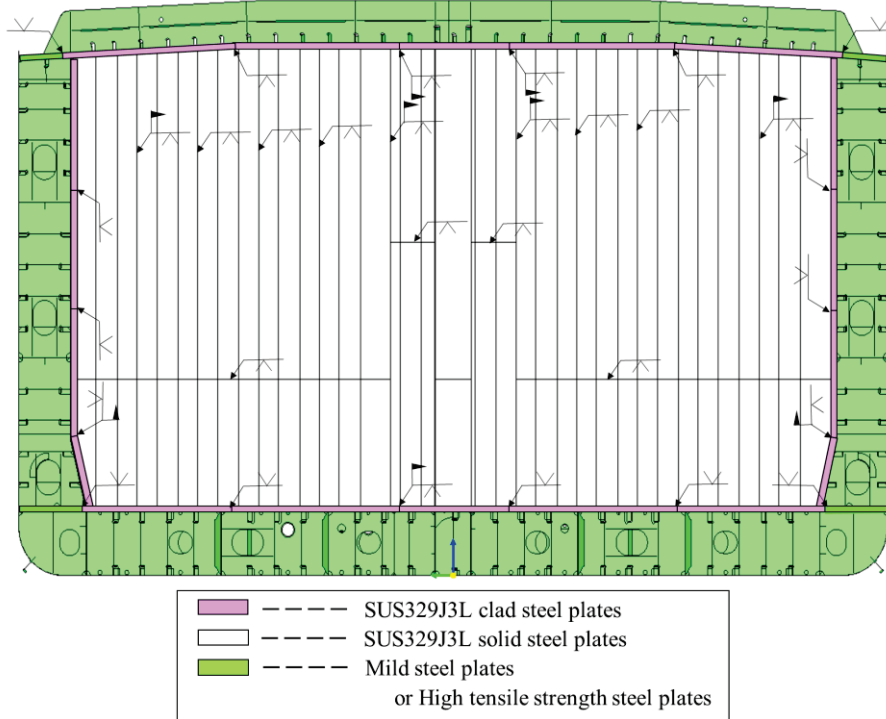 SUS329J3L clad steel plates
SUS329J3L solid steel plates
Mild steel plates
or High tensile strength steel plates